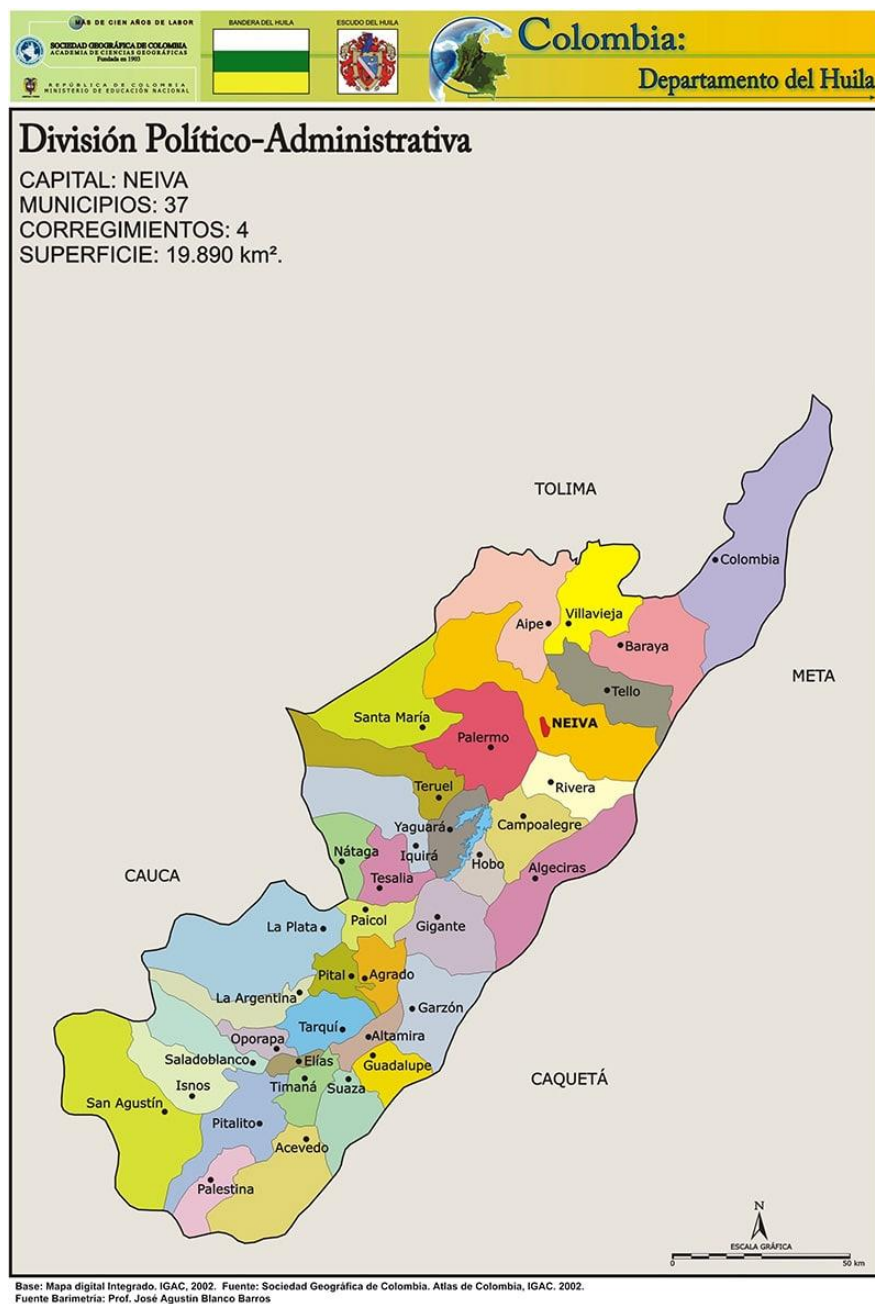 MÁS DE CIEN AÑOS DE LABOR
SOCIEDAD GEOGRÁFICA DE COLOMBIA
ACADEMIA DE CIENCIAS GEOGRÁFICAS
Fundada en 1903
REPÚBLICA DE COLOMBIA
MINISTERIO DE EDUCACIÓN NACIONAL
BANDERA DEL HUILA
ESCUDO DEL HUILA
Colombia:
Departamento del Huila
División Político-Administrativa
CAPITAL: NEIVA
MUNICIPIOS: 37
CORREGIMIENTOS: 4
SUPERFICIE: 19.890 km².
TOLIMA
Colombia
Villavieja
Aipe
Baraya
META
Tello
Santa María
NEIVA
Palermo
Teruel
Rivera
Yaguará
Campoalegre
Nátaga
Iquirá
Hobo
Algeciras
CAUCA
Tesalia
Paicol
La Plata
Gigante
Pital
Agrado
La Argentina
Garzón
Tarquí
Oporapa
Altamira
Saladoblanco
Elías
Guadalupe
CAQUETÁ
Isnos
Timaná
Suaza
San Agustín
Pitalito
Acevedo
Palestina
N
ESCALA GRÁFICA
0
50 km
Base: Mapa digital Integrado. IGAC, 2002. Fuente: Sociedad Geográfica de Colombia. Atlas de Colombia, IGAC. 2002.
Fuente Barimetria: Prof. José Agustin Blanco Barros